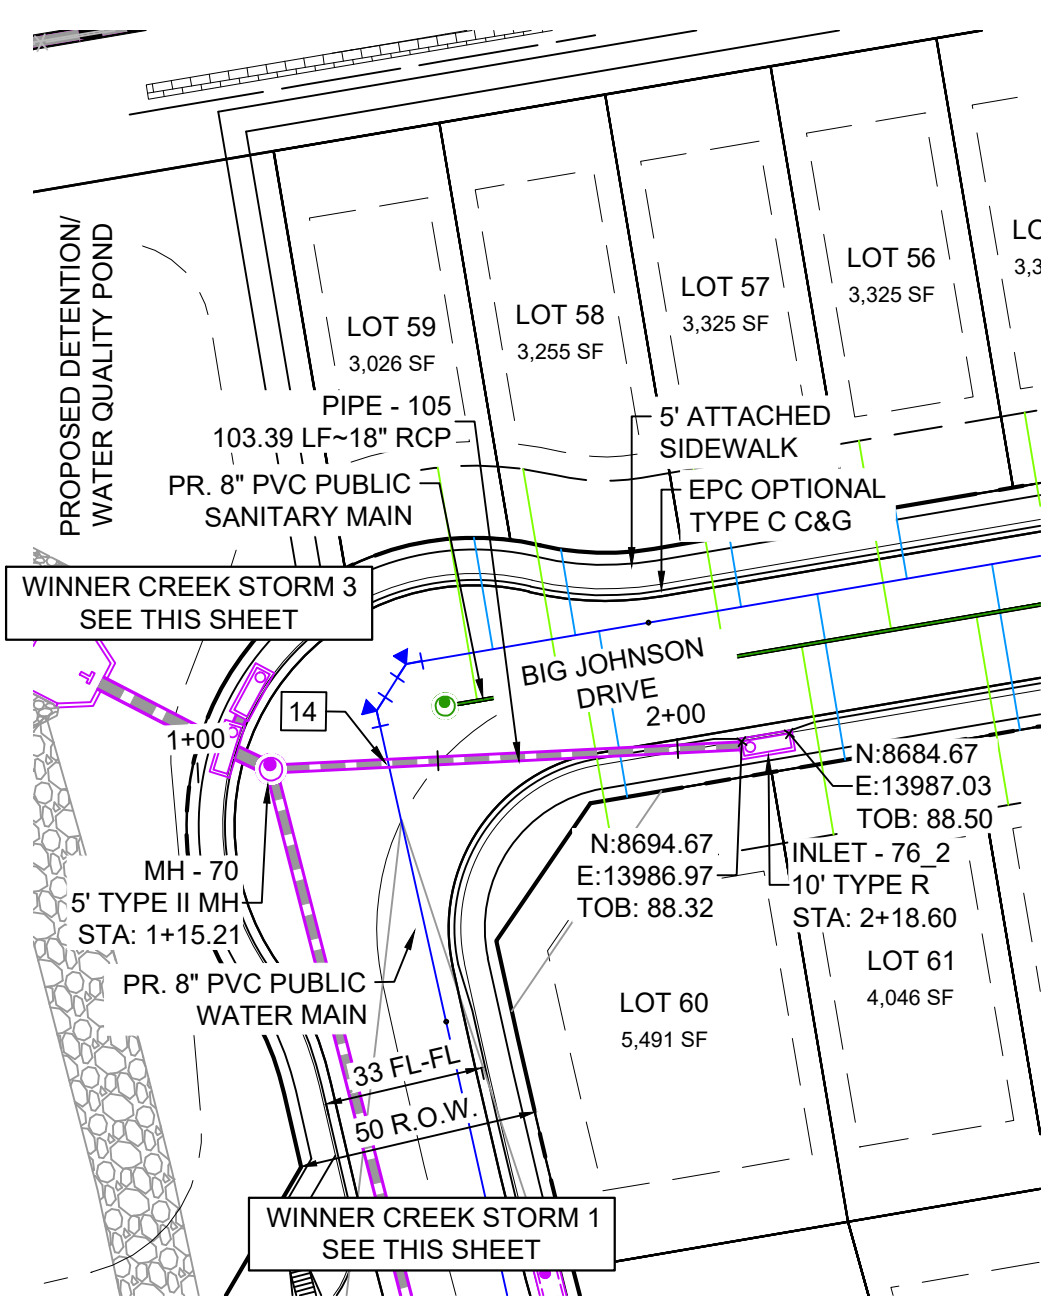 PROPOSED DETENTION/
WATER QUALITY POND
LOT 59
3,026 SF
LOT 58
3,255 SF
LOT 57
3,325 SF
LOT 56
3,325 SF
PIPE - 105
103.39 LF~18" RCP
PR. 8" PVC PUBLIC
SANITARY MAIN
5' ATTACHED
SIDEWALK
EPC OPTIONAL
TYPE C C&G
WINNER CREEK STORM 3
SEE THIS SHEET
BIG JOHNSON
DRIVE
14
1+00
2+00
N:8684.67
E:13987.03
TOB: 88.50
N:8694.67
E:13986.97
TOB: 88.32
INLET - 76_2
10' TYPE R
STA: 2+18.60
MH - 70
5' TYPE II MH
STA: 1+15.21
PR. 8" PVC PUBLIC
WATER MAIN
LOT 60
5,491 SF
LOT 61
4,046 SF
33 FL-FL
50 R.O.W.
WINNER CREEK STORM 1
SEE THIS SHEET